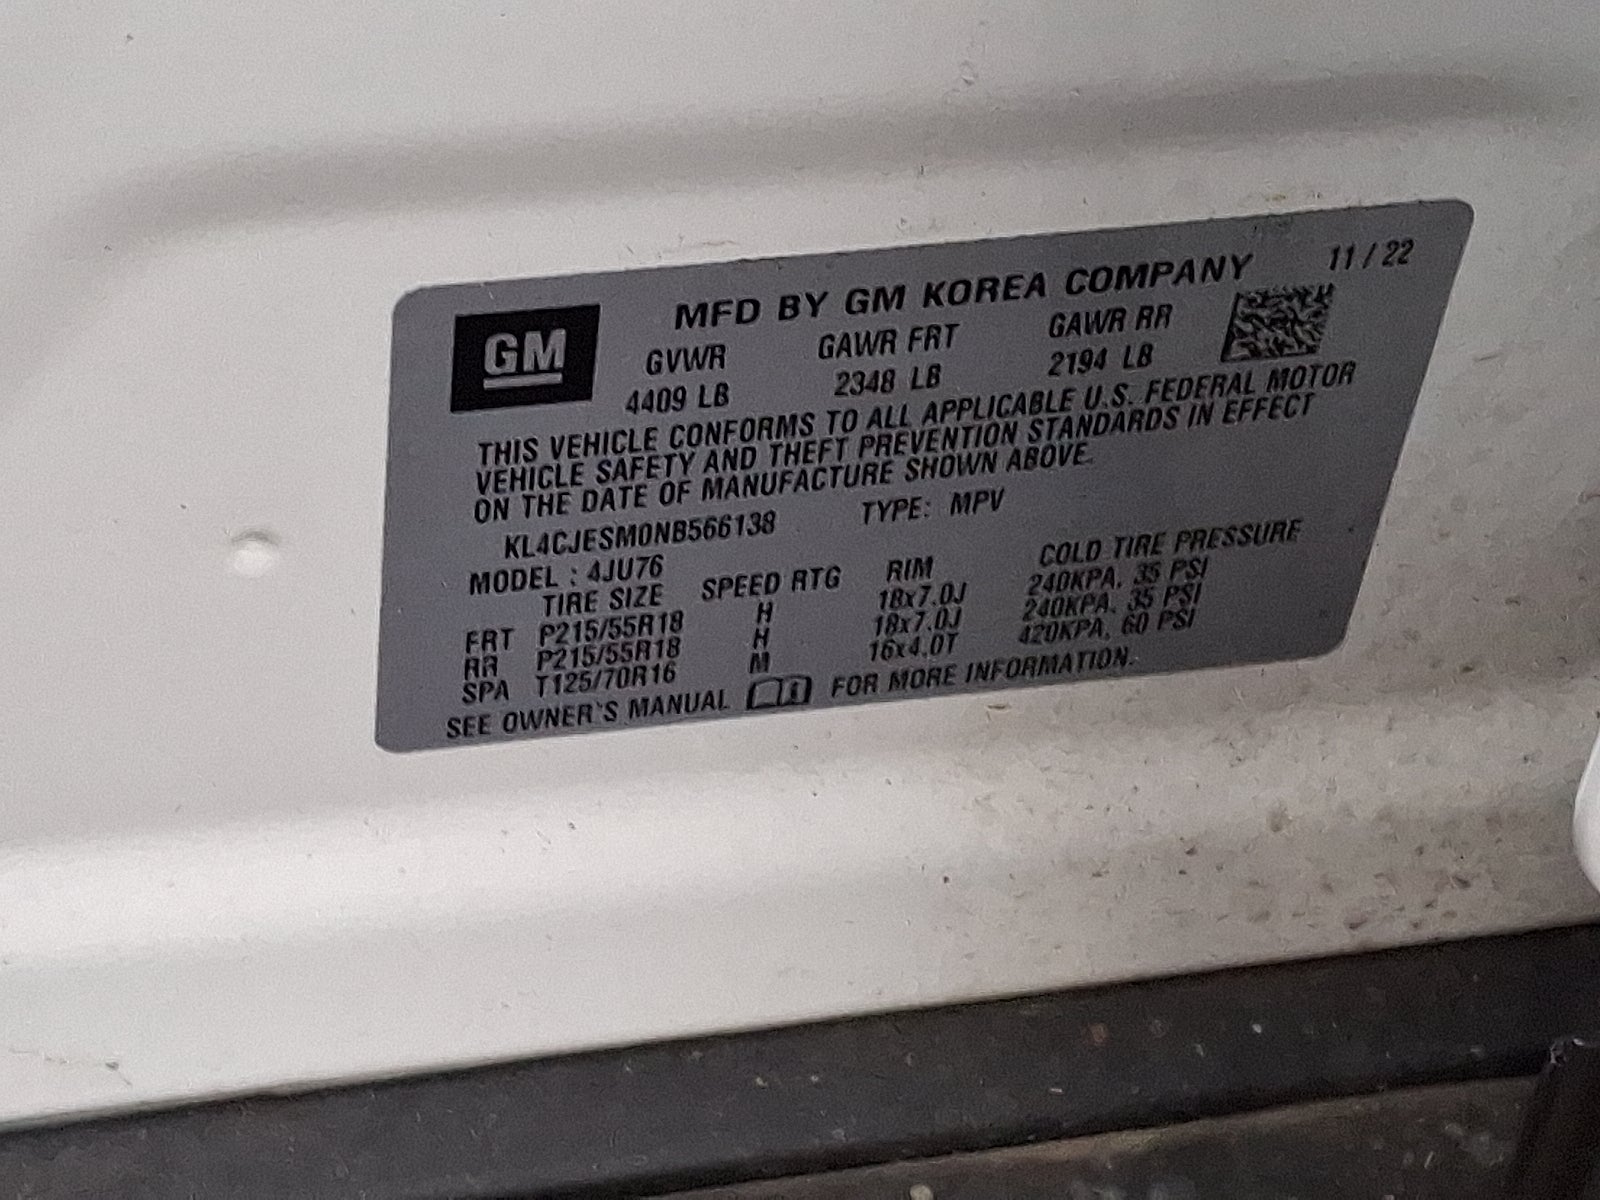 MFD BY GM KOREA COMPANY 11 / 22
GM
GVWR GAWR FRT GAWR RR
4409 LB 2348 LB 2194 LB
THIS VEHICLE CONFORMS TO ALL APPLICABLE U.S. FEDERAL MOTOR
VEHICLE SAFETY AND THEFT PREVENTION STANDARDS IN EFFECT
ON THE DATE OF MANUFACTURE SHOWN ABOVE.
KL4CJESM0NB566138 TYPE: MPV
MODEL : 4JU76
TIRE SIZE SPEED RTG RIM COLD TIRE PRESSURE
FRT P215/55R18 H 18x7.0J 240KPA, 35 PSI
RR P215/55R18 H 18x7.0J 240KPA, 35 PSI
SPA T125/70R16 M 16x4.0T 420KPA, 60 PSI
SEE OWNER'S MANUAL FOR MORE INFORMATION.